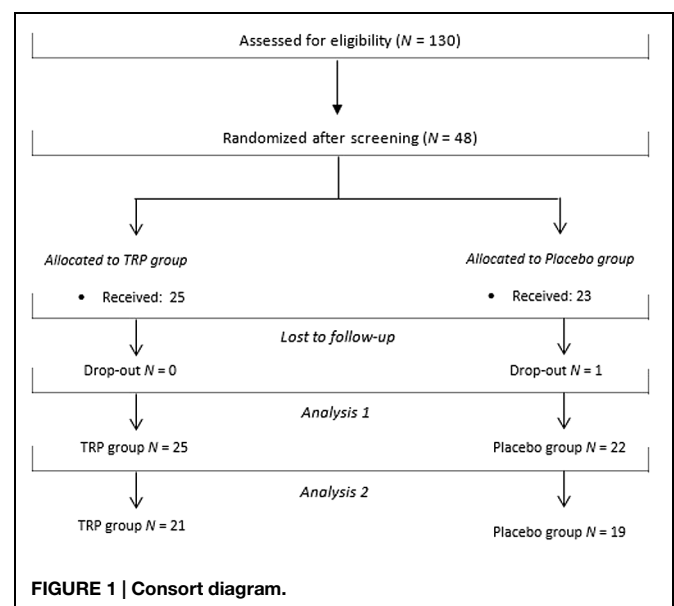 Assessed for eligibility (N = 130)
Randomized after screening (N = 48)
Allocated to TRP group
Allocated to Placebo group
• Received: 25
• Received: 23
Lost to follow-up
Drop-out N = 0
Drop-out N = 1
Analysis 1
TRP group N = 25
Placebo group N = 22
Analysis 2
TRP group N = 21
Placebo group N = 19
FIGURE 1 | Consort diagram.